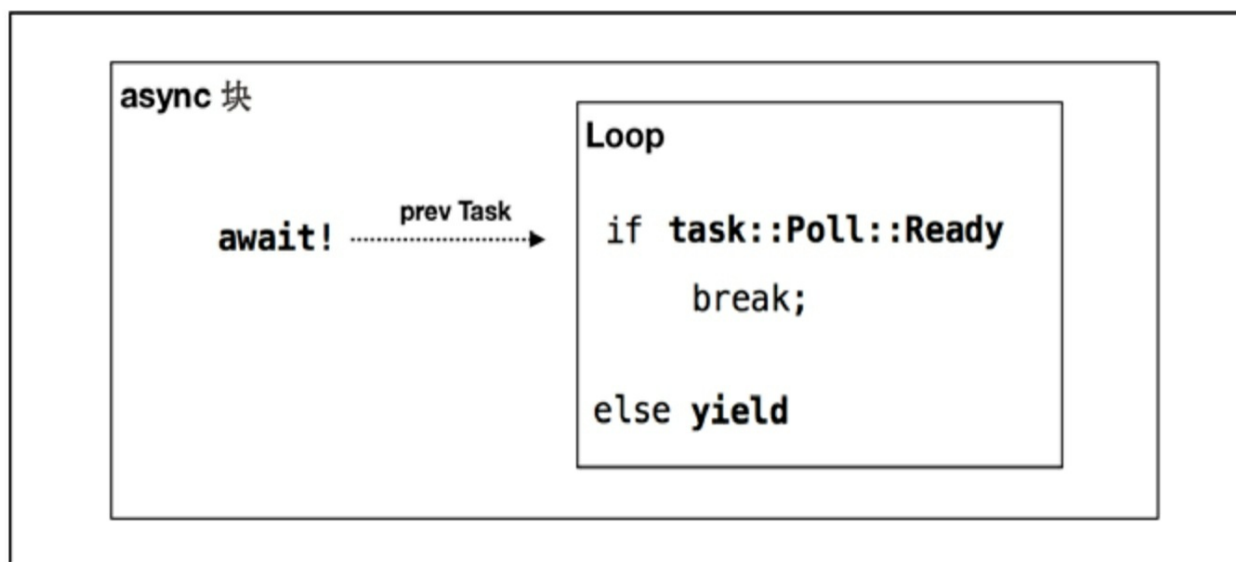 async 块
Loop
prev Task
await!
if task::Poll::Ready
break;
else yield